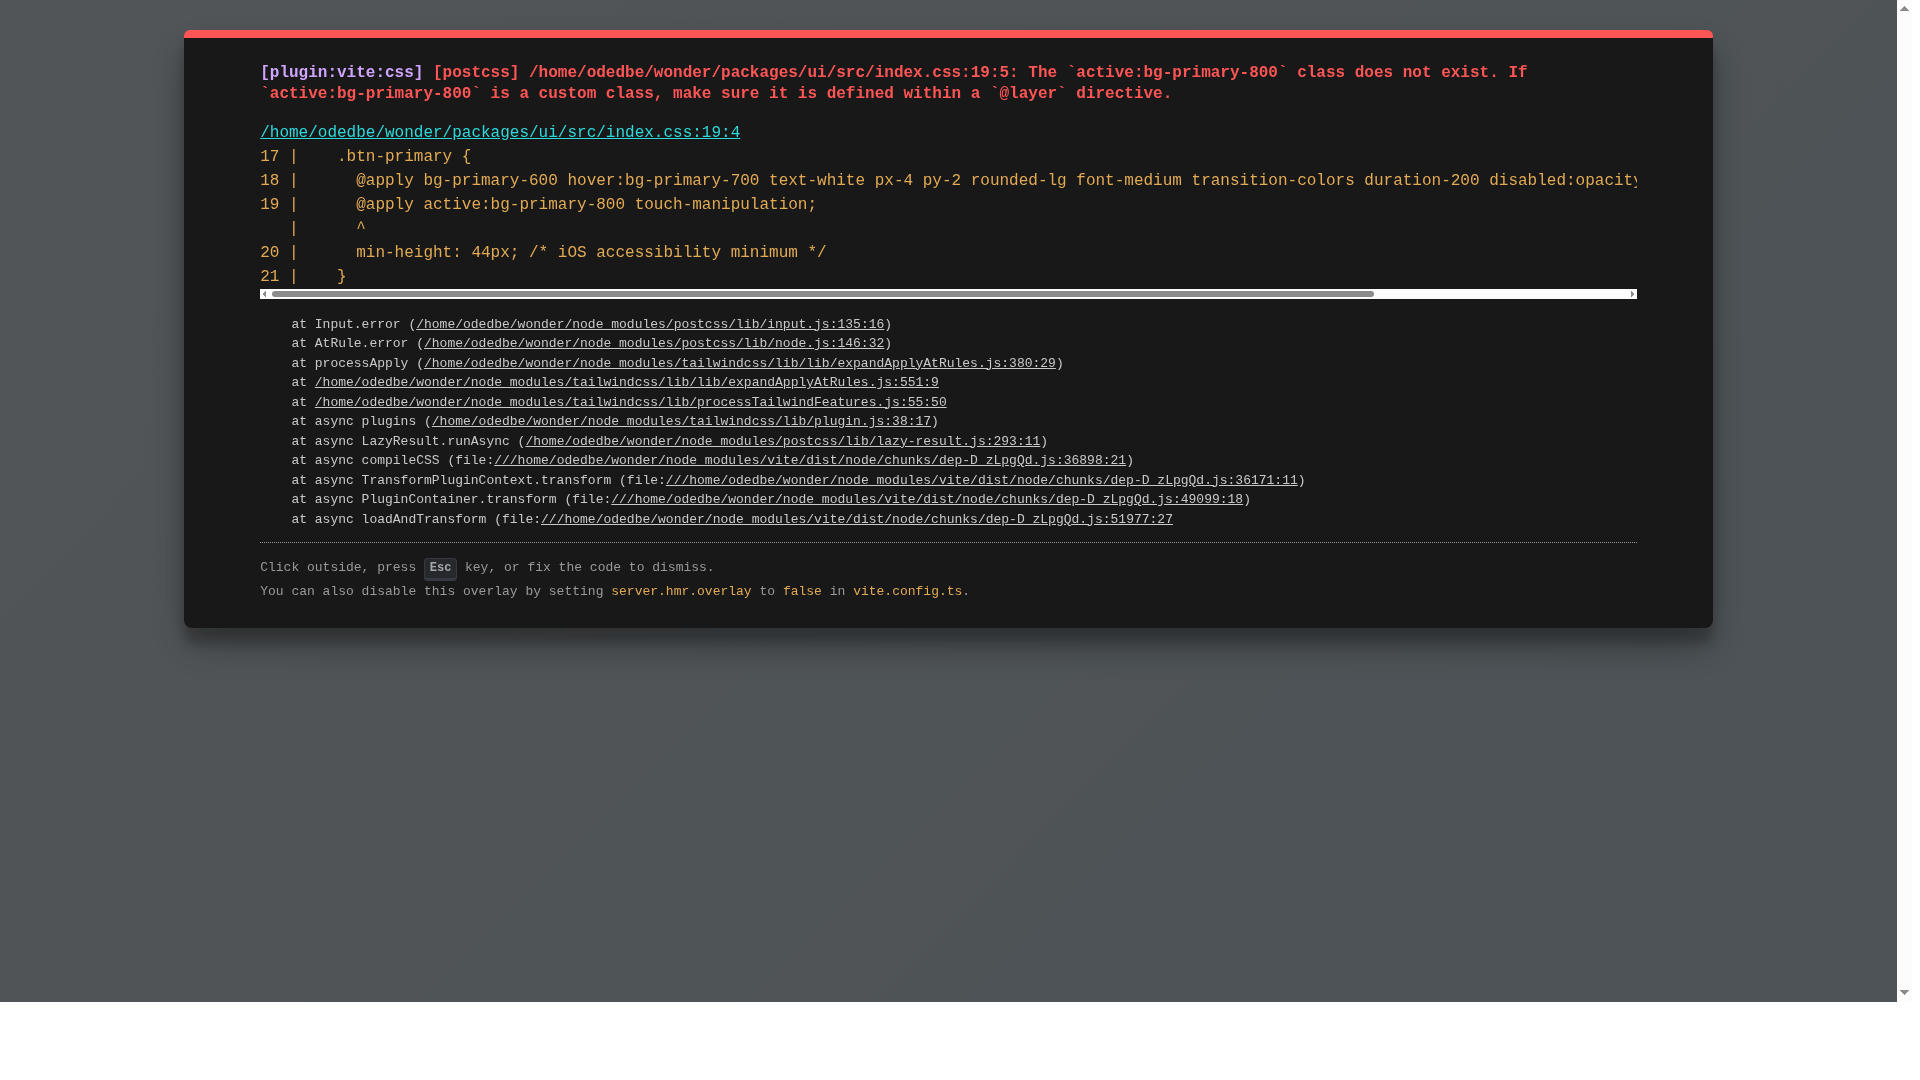 [plugin:vite:css] [postcss] /home/odedbe/wonder/packages/ui/src/index.css:19:5: The `active:bg-primary-800` class does not exist. If
`active:bg-primary-800` is a custom class, make sure it is defined within a `@layer` directive.
/home/odedbe/wonder/packages/ui/src/index.css:19:4
17 |    .btn-primary {
18 |      @apply bg-primary-600 hover:bg-primary-700 text-white px-4 py-2 rounded-lg font-medium transition-colors duration-200 disabled:opacity
19 |      @apply active:bg-primary-800 touch-manipulation;
   |      ^
20 |      min-height: 44px; /* iOS accessibility minimum */
21 |    }
at Input.error (/home/odedbe/wonder/node_modules/postcss/lib/input.js:135:16)
at AtRule.error (/home/odedbe/wonder/node_modules/postcss/lib/node.js:146:32)
at processApply (/home/odedbe/wonder/node_modules/tailwindcss/lib/lib/expandApplyAtRules.js:380:29)
at /home/odedbe/wonder/node_modules/tailwindcss/lib/lib/expandApplyAtRules.js:551:9
at /home/odedbe/wonder/node_modules/tailwindcss/lib/processTailwindFeatures.js:55:50
at async plugins (/home/odedbe/wonder/node_modules/tailwindcss/lib/plugin.js:38:17)
at async LazyResult.runAsync (/home/odedbe/wonder/node_modules/postcss/lib/lazy-result.js:293:11)
at async compileCSS (file:///home/odedbe/wonder/node_modules/vite/dist/node/chunks/dep-D_zLpgQd.js:36898:21)
at async TransformPluginContext.transform (file:///home/odedbe/wonder/node_modules/vite/dist/node/chunks/dep-D_zLpgQd.js:36171:11)
at async PluginContainer.transform (file:///home/odedbe/wonder/node_modules/vite/dist/node/chunks/dep-D_zLpgQd.js:49099:18)
at async loadAndTransform (file:///home/odedbe/wonder/node_modules/vite/dist/node/chunks/dep-D_zLpgQd.js:51977:27
Click outside, press Esc key, or fix the code to dismiss.
You can also disable this overlay by setting server.hmr.overlay to false in vite.config.ts.